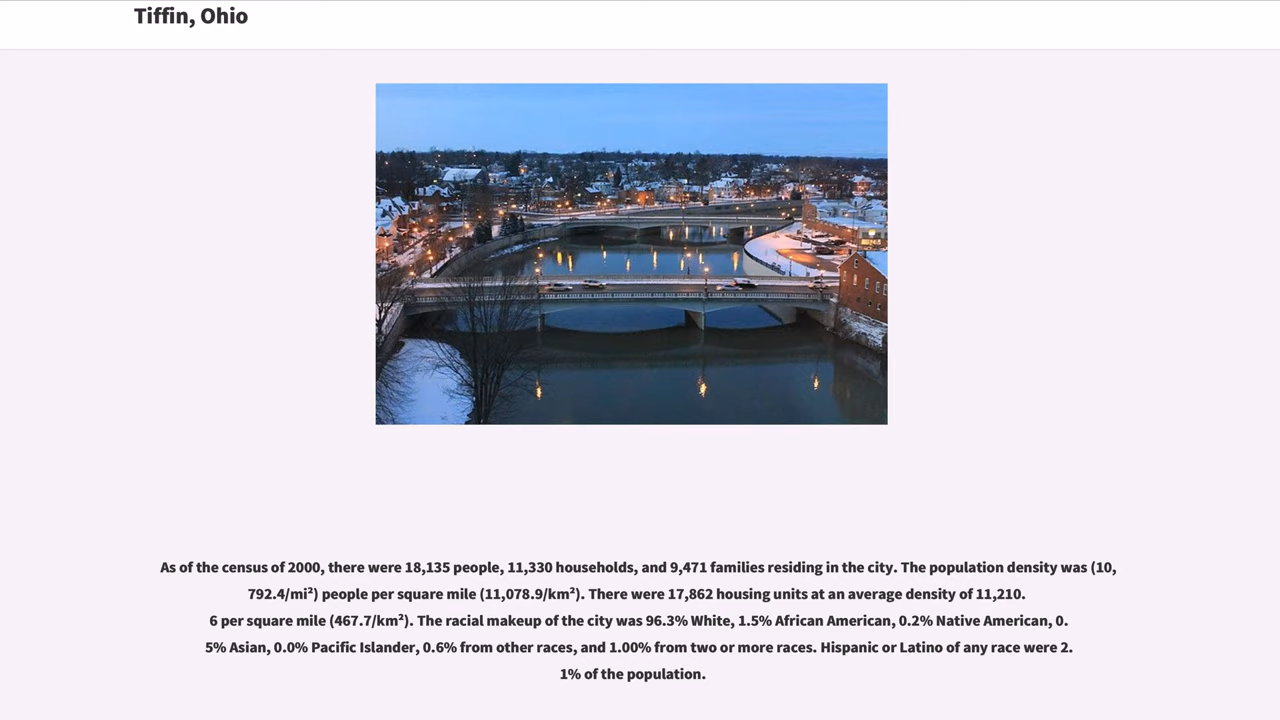 Tiffin, Ohio
As of the census of 2000, there were 18,135 people, 11,330 households, and 9,471 families residing in the city. The population density was (10,
792.4/mi²) people per square mile (11,078.9/km²). There were 17,862 housing units at an average density of 11,210.
6 per square mile (467.7/km²). The racial makeup of the city was 96.3% White, 1.5% African American, 0.2% Native American, 0.
5% Asian, 0.0% Pacific Islander, 0.6% from other races, and 1.00% from two or more races. Hispanic or Latino of any race were 2.
1% of the population.